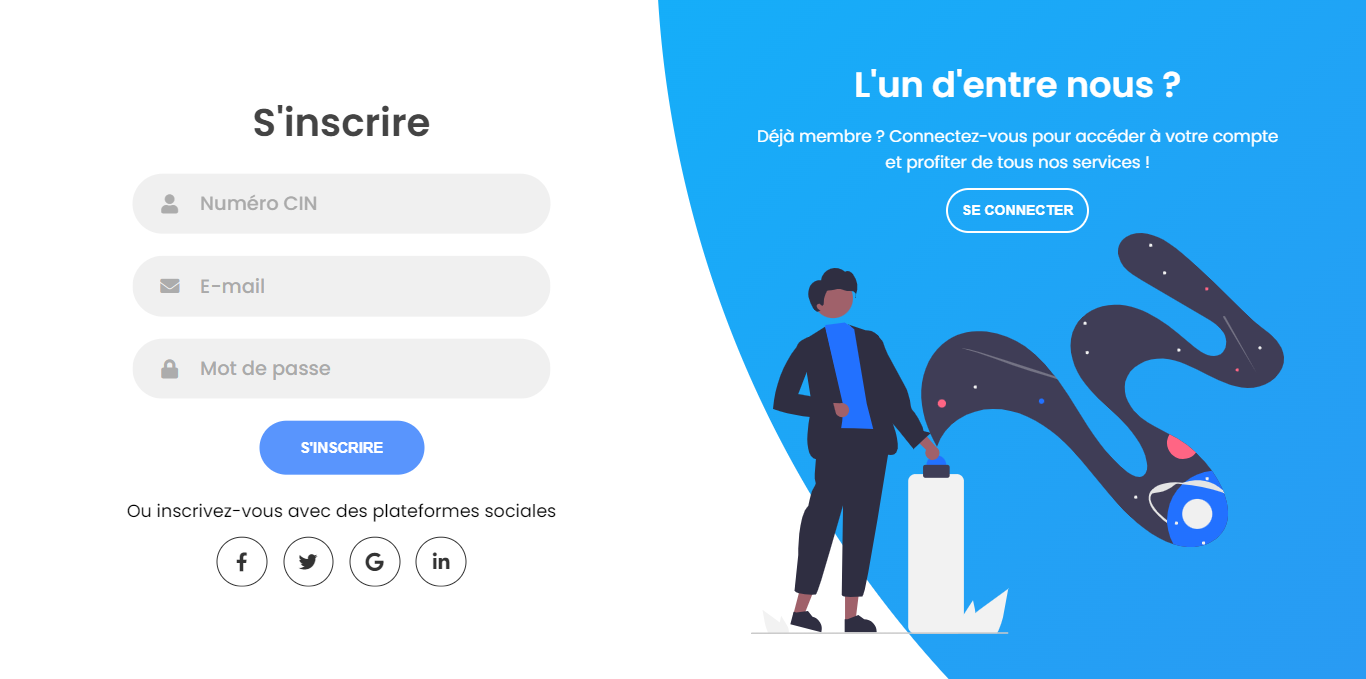 S'inscrire
Numéro CIN
E-mail
Mot de passe
S'INSCRIRE
Ou inscrivez-vous avec des plateformes sociales
L'un d'entre nous ?
Déjà membre ? Connectez-vous pour accéder à votre compte
et profiter de tous nos services !
SE CONNECTER